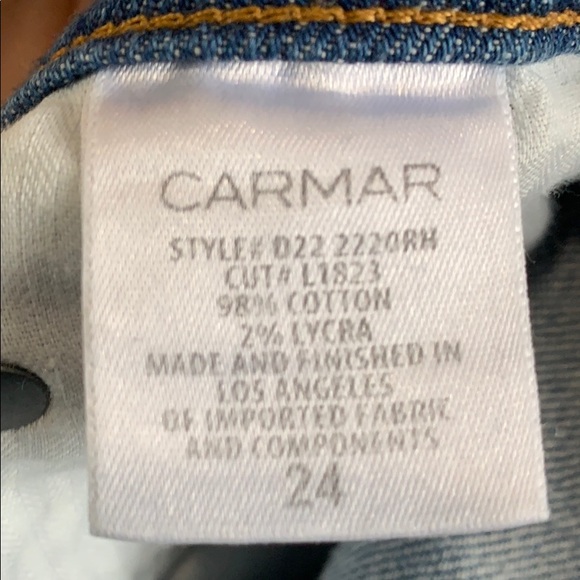 CARMAR
STYLE# D22 2220RH
CUT# L1823
98% COTTON
2% LYCRA
MADE AND FINISHED IN
LOS ANGELES
OF IMPORTED FABRIC
AND COMPONENTS
24